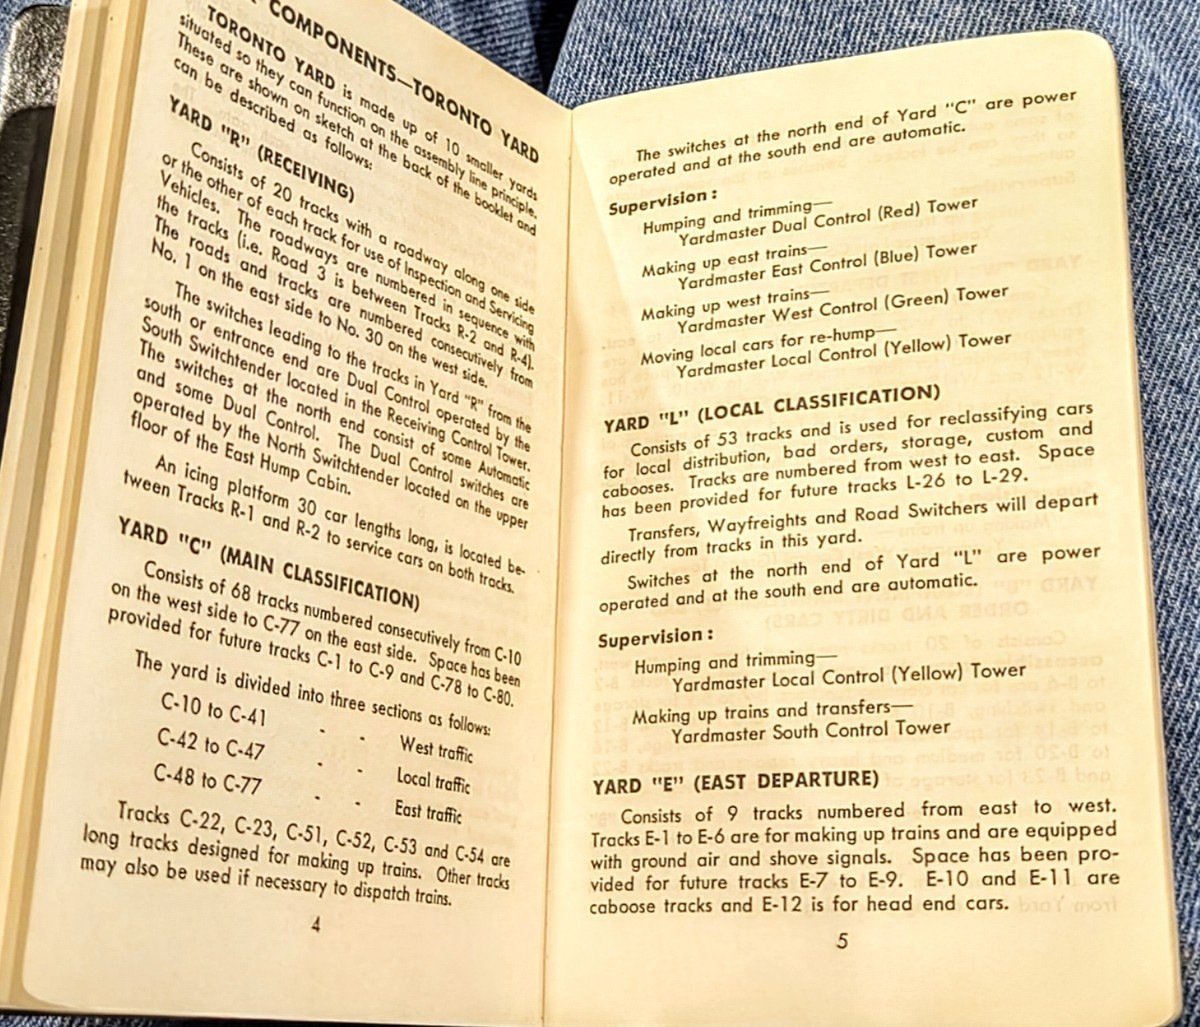 COMPONENTS—TORONTO YARD
TORONTO YARD is made up of 10 smaller yards
situated so they can function on the assembly line principle.
These are shown on sketch at the back of the booklet and
can be described as follows:
YARD "R" (RECEIVING)
Consists of 20 tracks with a roadway along one side
or the other of each track for use of Inspection and Servicing
Vehicles. The roadways are numbered in sequence with
the tracks (i.e. Road 3 is between Tracks R-2 and R-4).
The roads and tracks are numbered consecutively from
No. 1 on the east side to No. 30 on the west side.
The switches leading to the tracks in Yard "R" from the
south or entrance end are Dual Control operated by the
South Switchtender located in the Receiving Control Tower.
The switches at the north end consist of some Automatic
and some Dual Control. The Dual Control switches are
operated by the North Switchtender located on the upper
floor of the East Hump Cabin.
An icing platform 30 car lengths long, is located be-
tween Tracks R-1 and R-2 to service cars on both tracks.
YARD "C" (MAIN CLASSIFICATION)
Consists of 68 tracks numbered consecutively from C-10
on the west side to C-77 on the east side. Space has been
provided for future tracks C-1 to C-9 and C-78 to C-80.
The yard is divided into three sections as follows:
C-10 to C-41 - - West traffic
C-42 to C-47 - - Local traffic
C-48 to C-77 - - East traffic
Tracks C-22, C-23, C-51, C-52, C-53 and C-54 are
long tracks designed for making up trains. Other tracks
may also be used if necessary to dispatch trains.
4
The switches at the north end of Yard "C" are power
operated and at the south end are automatic.
Supervision:
Humping and trimming—
Yardmaster Dual Control (Red) Tower
Making up east trains—
Yardmaster East Control (Blue) Tower
Making up west trains—
Yardmaster West Control (Green) Tower
Moving local cars for re-hump—
Yardmaster Local Control (Yellow) Tower
YARD "L" (LOCAL CLASSIFICATION)
Consists of 53 tracks and is used for reclassifying cars
for local distribution, bad orders, storage, custom and
cabooses. Tracks are numbered from west to east. Space
has been provided for future tracks L-26 to L-29.
Transfers, Wayfreights and Road Switchers will depart
directly from tracks in this yard.
Switches at the north end of Yard "L" are power
operated and at the south end are automatic.
Supervision:
Humping and trimming—
Yardmaster Local Control (Yellow) Tower
Making up trains and transfers—
Yardmaster South Control Tower
YARD "E" (EAST DEPARTURE)
Consists of 9 tracks numbered from east to west.
Tracks E-1 to E-6 are for making up trains and are equipped
with ground air and shove signals. Space has been pro-
vided for future tracks E-7 to E-9. E-10 and E-11 are
caboose tracks and E-12 is for head end cars.
5